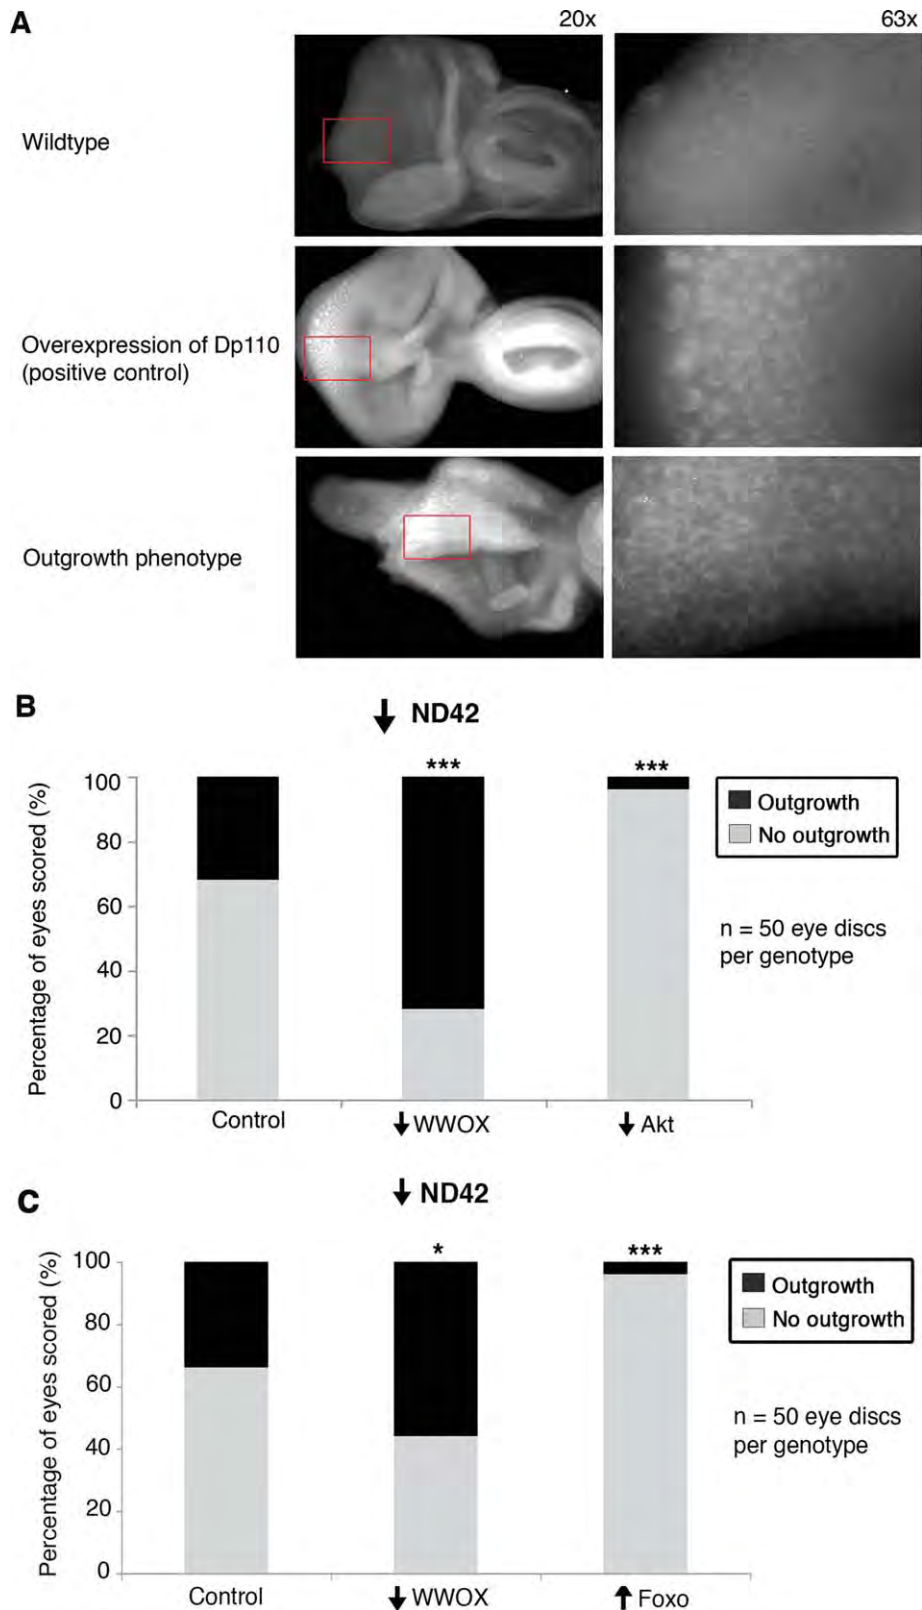 A
20x
63x
Wildtype
Overexpression of Dp110
(positive control)
Outgrowth phenotype
B
↓ ND42
Percentage of eyes scored (%)
100
80
60
40
20
0
***
***
Control
↓ WWOX
↓ Akt
Outgrowth
No outgrowth
n = 50 eye discs
per genotype
C
↓ ND42
Percentage of eyes scored (%)
100
80
60
40
20
0
*
***
Control
↓ WWOX
↑ Foxo
Outgrowth
No outgrowth
n = 50 eye discs
per genotype